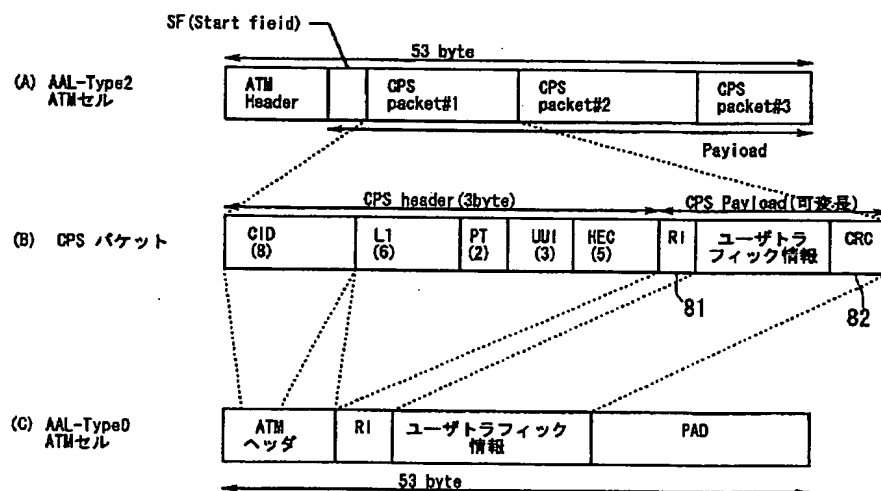 SF(Start field)
53 byte
(A) AAL-Type2
ATMセル
ATM
Header
CPS
packet#1
CPS
packet#2
CPS
packet#3
Payload
CPS header(3byte)
CPS Payload(可変長)
(B) CPS パケット
CID
(8)
LI
(6)
PT
(2)
UUI
(3)
HEC
(5)
RI
ユーザトラ
フィック情報
CRC
81
82
(C) AAL-Type0
ATMセル
ATM
ヘッダ
RI
ユーザトラフィック
情報
PAD
53 byte